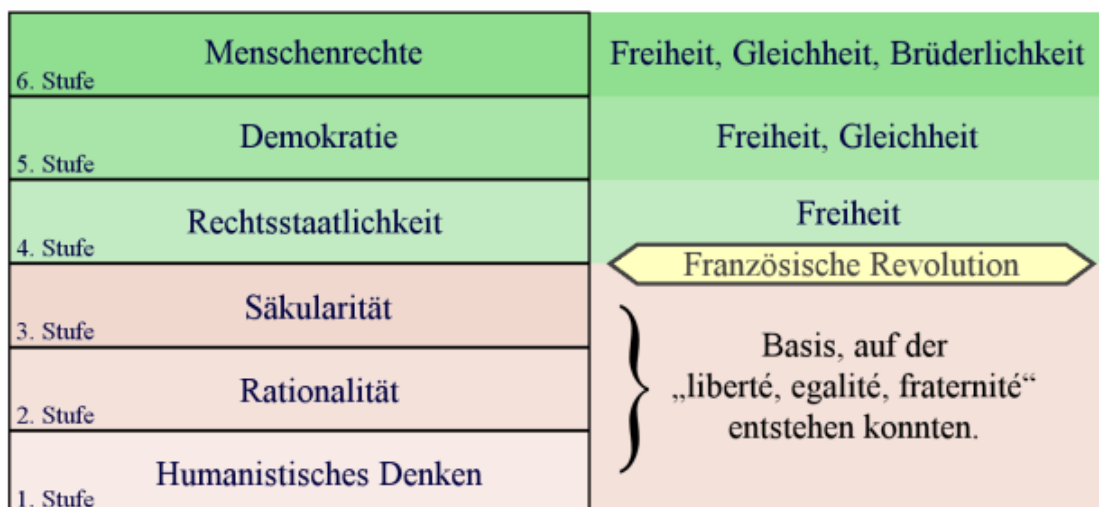 Menschenrechte
6. Stufe
Freiheit, Gleichheit, Brüderlichkeit
Demokratie
5. Stufe
Freiheit, Gleichheit
Rechtsstaatlichkeit
4. Stufe
Freiheit
Französische Revolution
Säkularität
3. Stufe
Rationalität
2. Stufe
Humanistisches Denken
1. Stufe
Basis, auf der
„liberté, egalité, fraternité“
entstehen konnten.